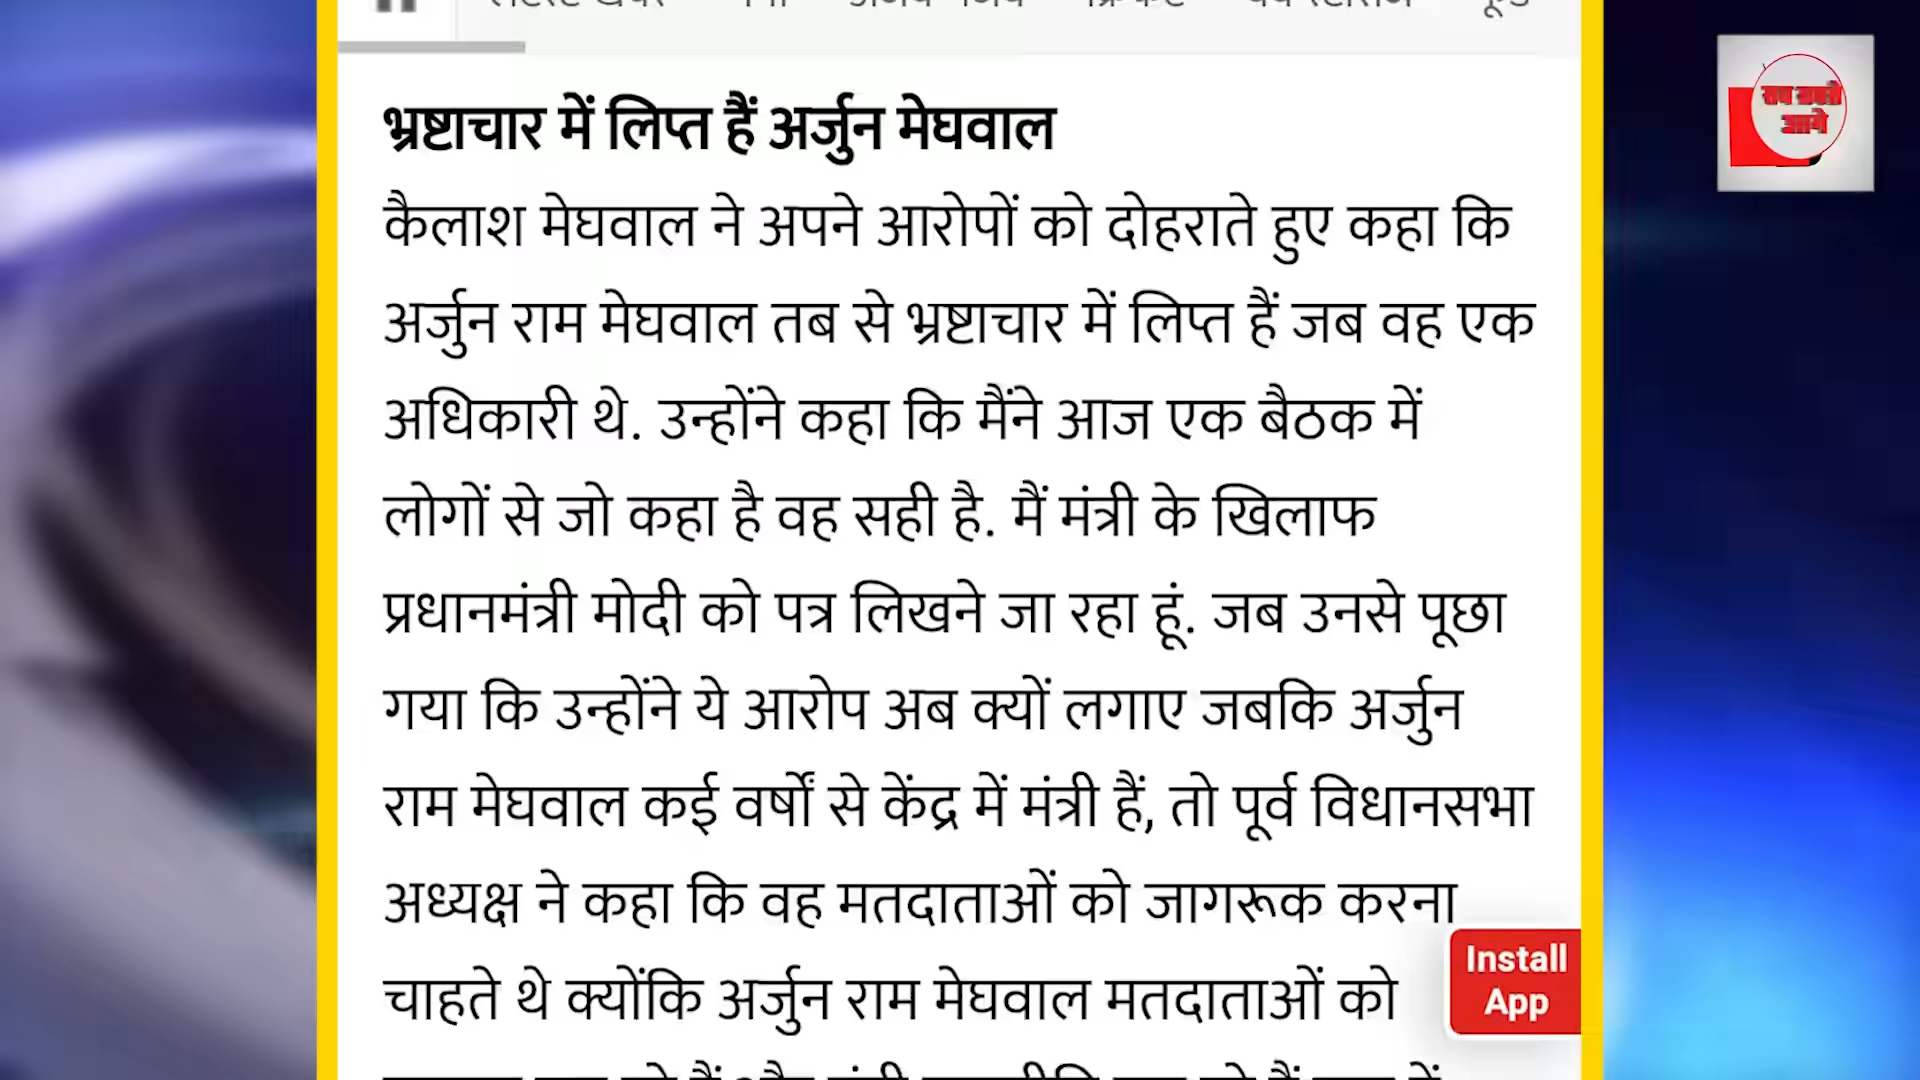 भ्रष्टाचार में लिप्त हैं अर्जुन मेघवाल
कैलाश मेघवाल ने अपने आरोपों को दोहराते हुए कहा कि
अर्जुन राम मेघवाल तब से भ्रष्टाचार में लिप्त हैं जब वह एक
अधिकारी थे. उन्होंने कहा कि मैंने आज एक बैठक में
लोगों से जो कहा है वह सही है. मैं मंत्री के खिलाफ
प्रधानमंत्री मोदी को पत्र लिखने जा रहा हूं. जब उनसे पूछा
गया कि उन्होंने ये आरोप अब क्यों लगाए जबकि अर्जुन
राम मेघवाल कई वर्षों से केंद्र में मंत्री हैं, तो पूर्व विधानसभा
अध्यक्ष ने कहा कि वह मतदाताओं को जागरूक करना
चाहते थे क्योंकि अर्जुन राम मेघवाल मतदाताओं को
Install
App
आगे